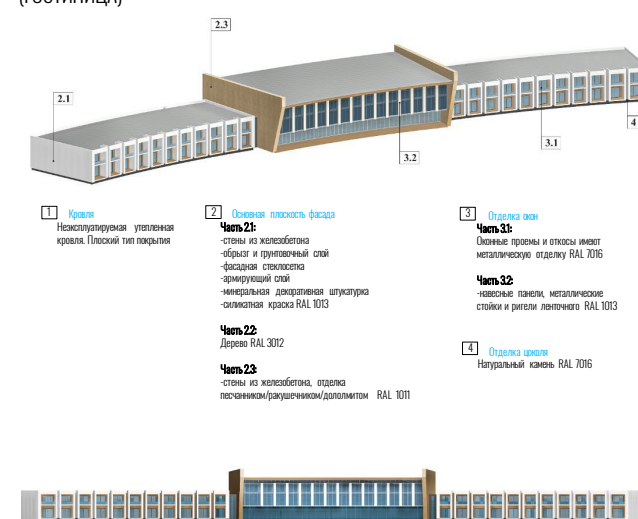 (ГОСТИНИЦА)
2.3
2.1
3.2
3.1
4
1 Кровля
Неэксплуатируемая утепленная
кровля. Плоский тип покрытия
2 Основная плоскость фасада
Часть 2.1:
-стены из железобетона
-обрызг и грунтовочный слой
-фасадная стеклосетка
-армирующий слой
-минеральная декоративная штукатурка
-силикатная краска RAL 1013
Часть 2.2:
Дерево RAL 3012
Часть 2.3:
-стены из железобетона, отделка
песчанником/ракушечником/доломитом RAL 1011
3 Отделка окон
Часть 3.1:
Оконные проемы и откосы имеют
металлическую отделку RAL 7016
Часть 3.2:
-навесные панели, металлические
стойки и ригели ленточного RAL 1013
4 Отделка цоколя
Натуральный камень RAL 7016